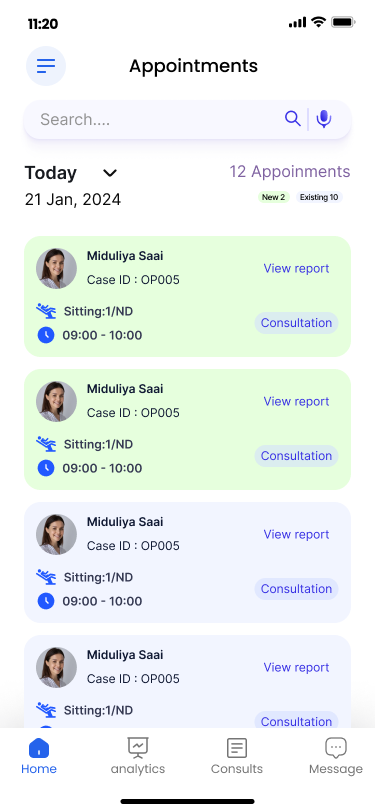 11:20
Appointments
Search....
Today
12 Appoinments
21 Jan, 2024
New 2
Existing 10
Miduliya Saai
View report
Case ID : OP005
Sitting:1/ND
Consultation
09:00 - 10:00
Miduliya Saai
View report
Case ID : OP005
Sitting:1/ND
Consultation
09:00 - 10:00
Miduliya Saai
View report
Case ID : OP005
Sitting:1/ND
Consultation
09:00 - 10:00
Miduliya Saai
View report
Case ID : OP005
Sitting:1/ND
Consultation
Home
analytics
Consults
Message